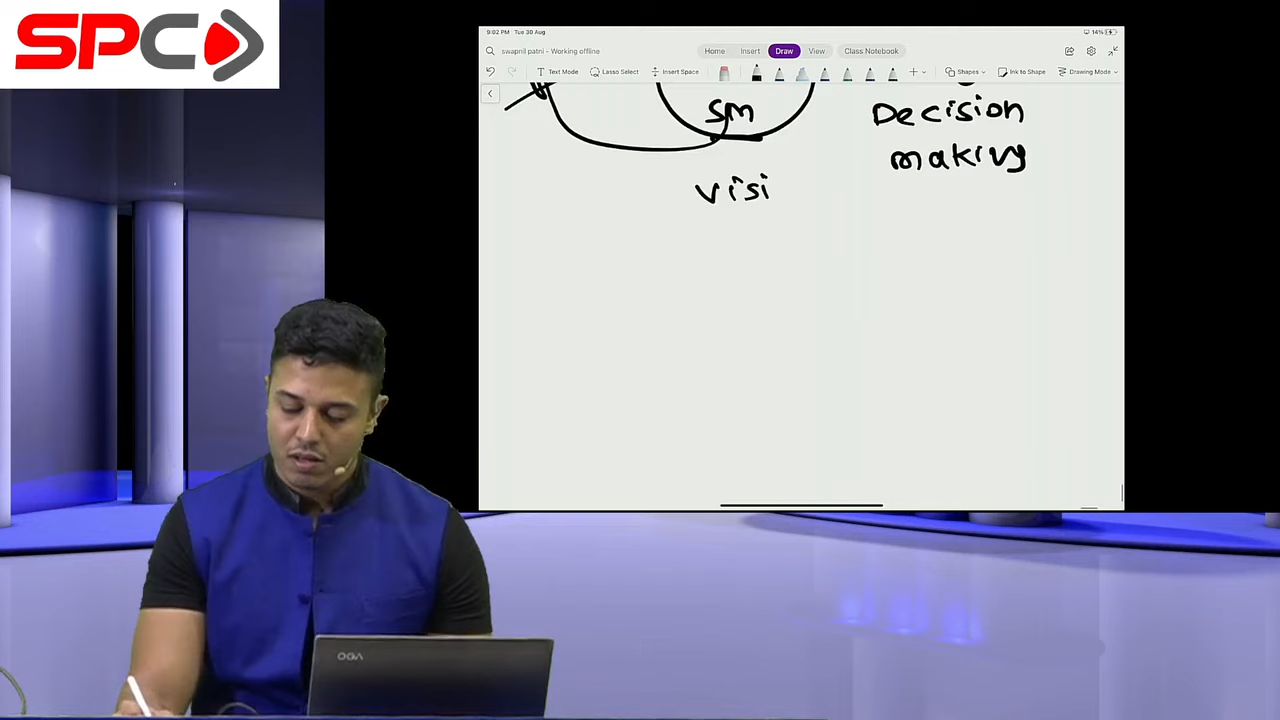 SPC
9:02 PM Tue 30 Aug
14%
swapnil patni - Working offline
Home Insert Draw View Class Notebook
Text Mode Lasso Select Insert Space Shapes Ink to Shape Drawing Mode
SM
Decision
making
visi